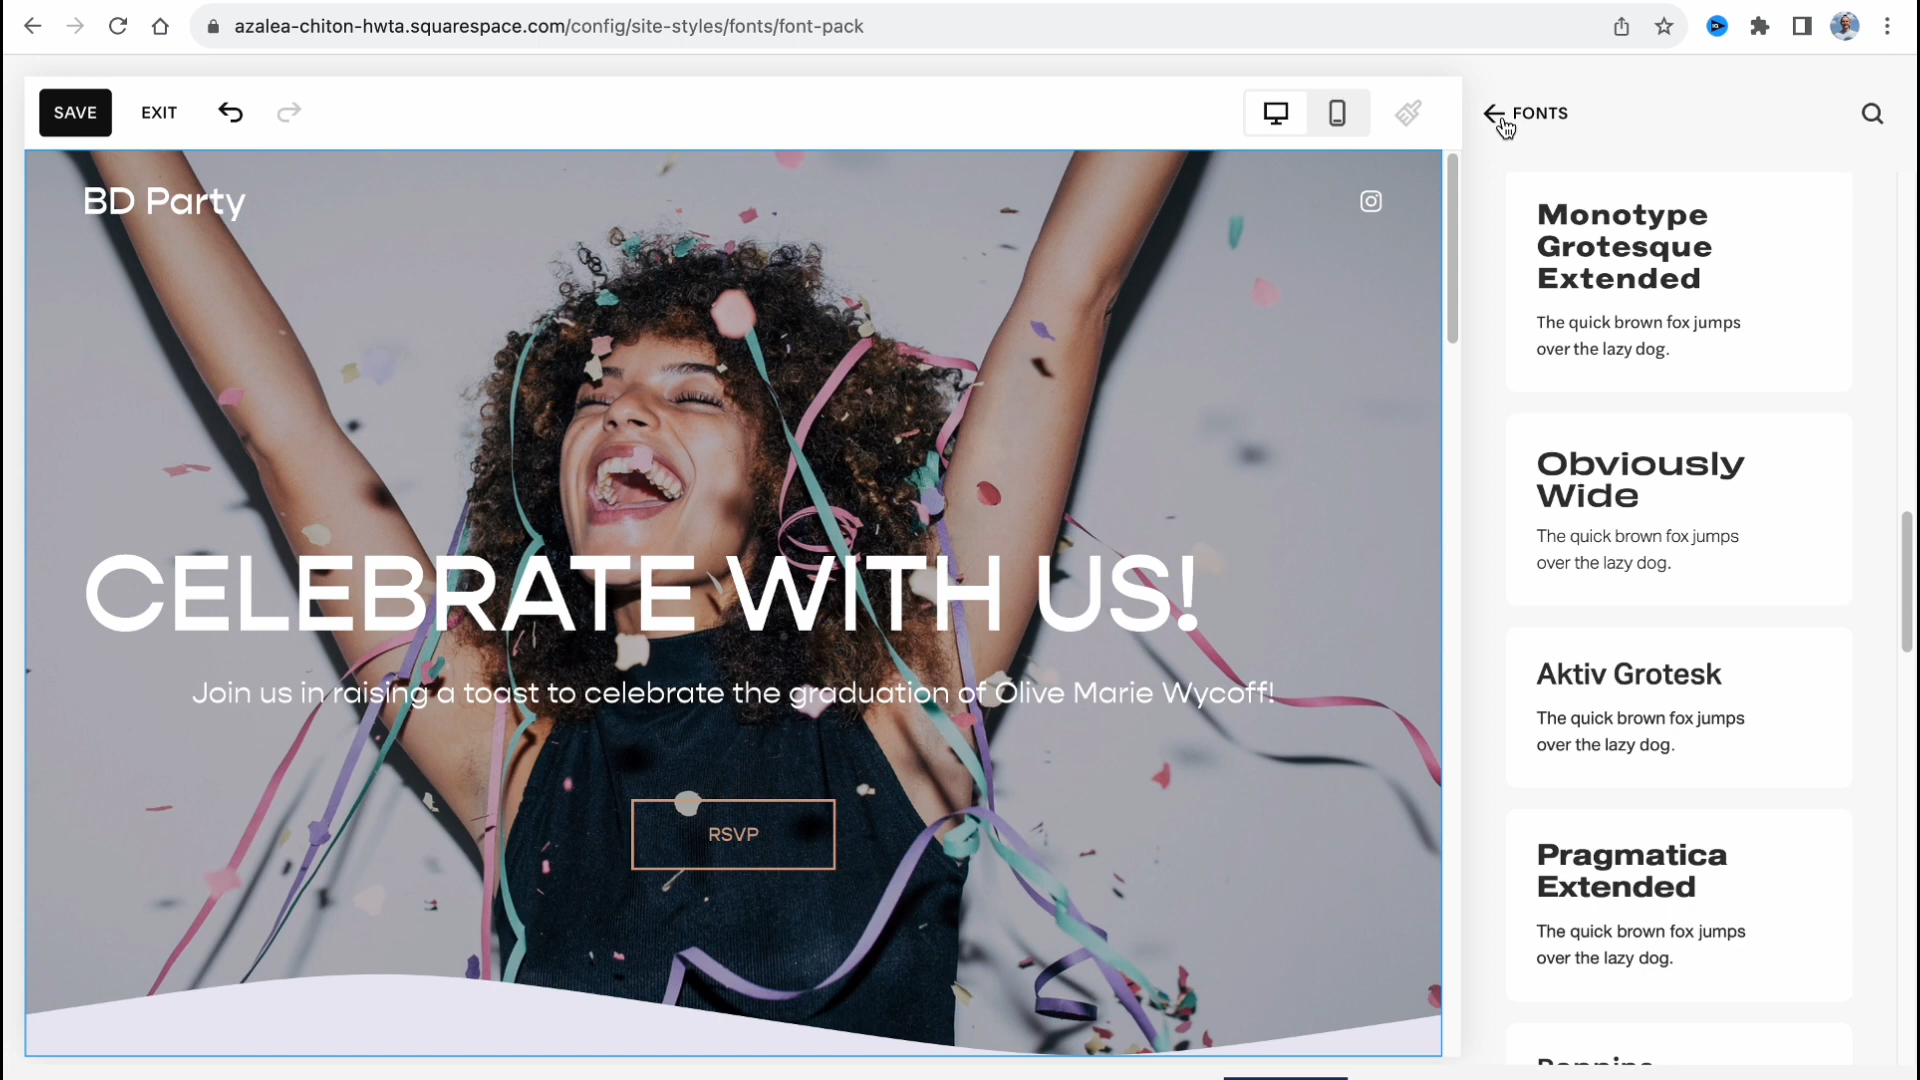 azalea-chiton-hwta.squarespace.com/config/site-styles/fonts/font-pack
SAVE
EXIT
FONTS
BD Party
CELEBRATE WITH US!
Join us in raising a toast to celebrate the graduation of Olive Marie Wycoff!
RSVP
Monotype
Grotesque
Extended
The quick brown fox jumps
over the lazy dog.
Obviously
Wide
The quick brown fox jumps
over the lazy dog.
Aktiv Grotesk
The quick brown fox jumps
over the lazy dog.
Pragmatica
Extended
The quick brown fox jumps
over the lazy dog.